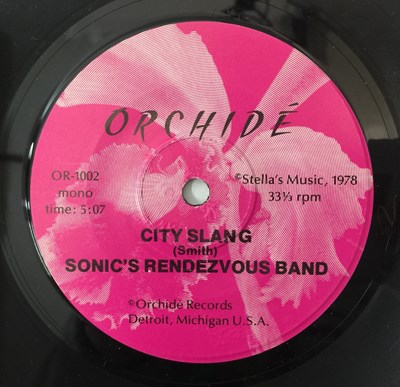 ORCHIDÉ
OR-1002
mono
time: 5:07
©Stella's Music, 1978
33⅓ rpm
CITY SLANG
(Smith)
SONIC'S RENDEZVOUS BAND
©Orchidé Records
Detroit, Michigan U.S.A.